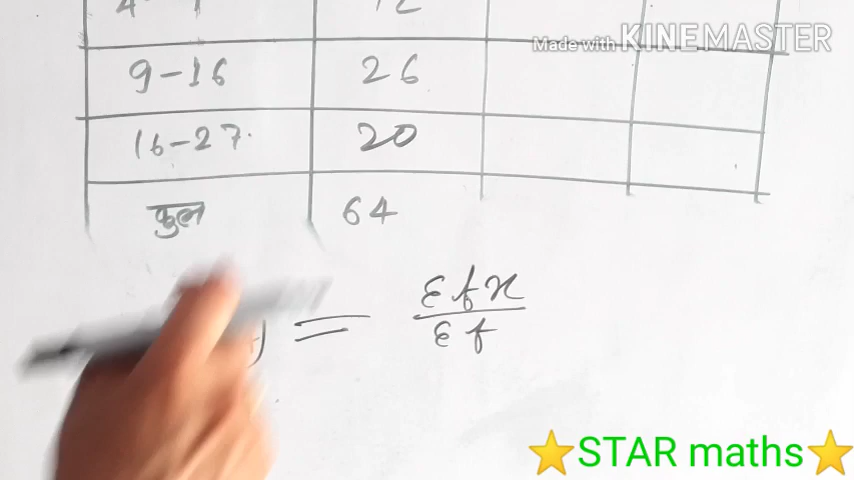 Made with KINEMASTER
9-16 26
16-27 20
कुल 64
= Σfx
Σf
⭐STAR maths⭐